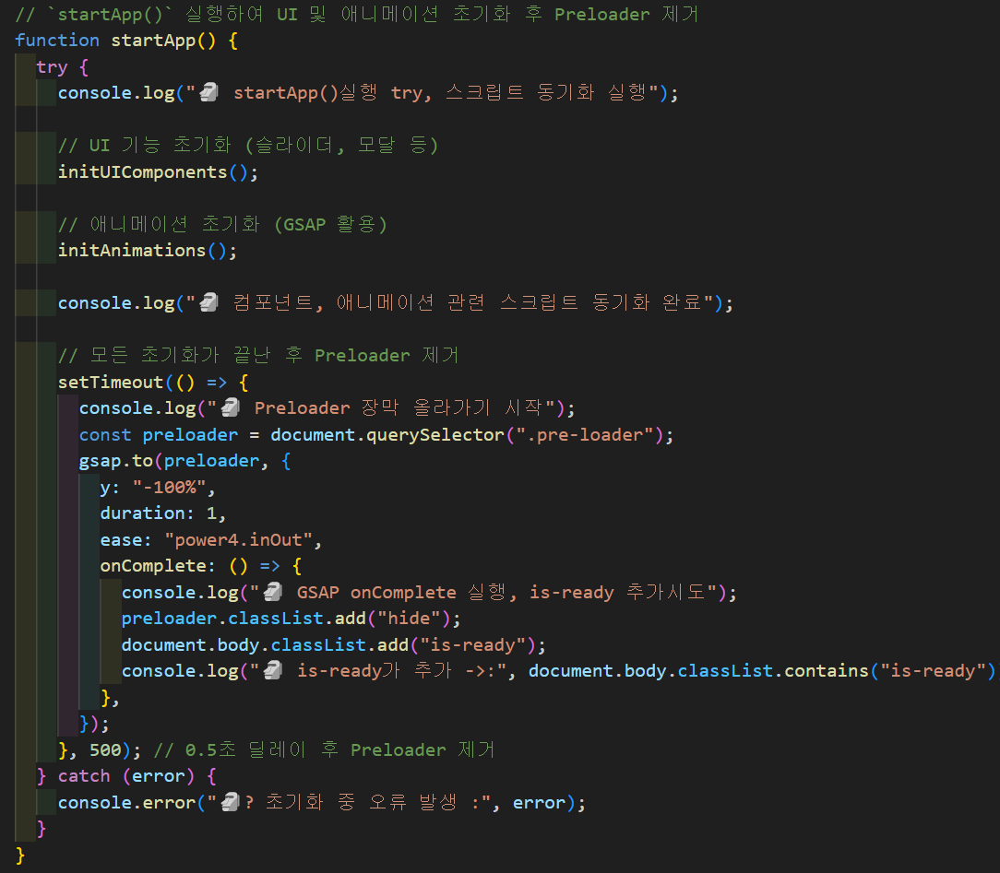 // `startApp()` 실행하여 UI 및 애니메이션 초기화 후 Preloader 제거
function startApp() {
try {
console.log("🗿 startApp()실행 try, 스크립트 동기화 실행");
// UI 기능 초기화 (슬라이더, 모달 등)
initUIComponents();
// 애니메이션 초기화 (GSAP 활용)
initAnimations();
console.log("🗿 컴포넌트, 애니메이션 관련 스크립트 동기화 완료");
// 모든 초기화가 끝난 후 Preloader 제거
setTimeout(() => {
console.log("🗿 Preloader 장막 올라가기 시작");
const preloader = document.querySelector(".pre-loader");
gsap.to(preloader, {
y: "-100%",
duration: 1,
ease: "power4.inOut",
onComplete: () => {
console.log("🗿 GSAP onComplete 실행, is-ready 추가시도");
preloader.classList.add("hide");
document.body.classList.add("is-ready");
console.log("🗿 is-ready가 추가 ->:", document.body.classList.contains("is-ready")
},
});
}, 500); // 0.5초 딜레이 후 Preloader 제거
} catch (error) {
console.error("🗿? 초기화 중 오류 발생 :", error);
}
}